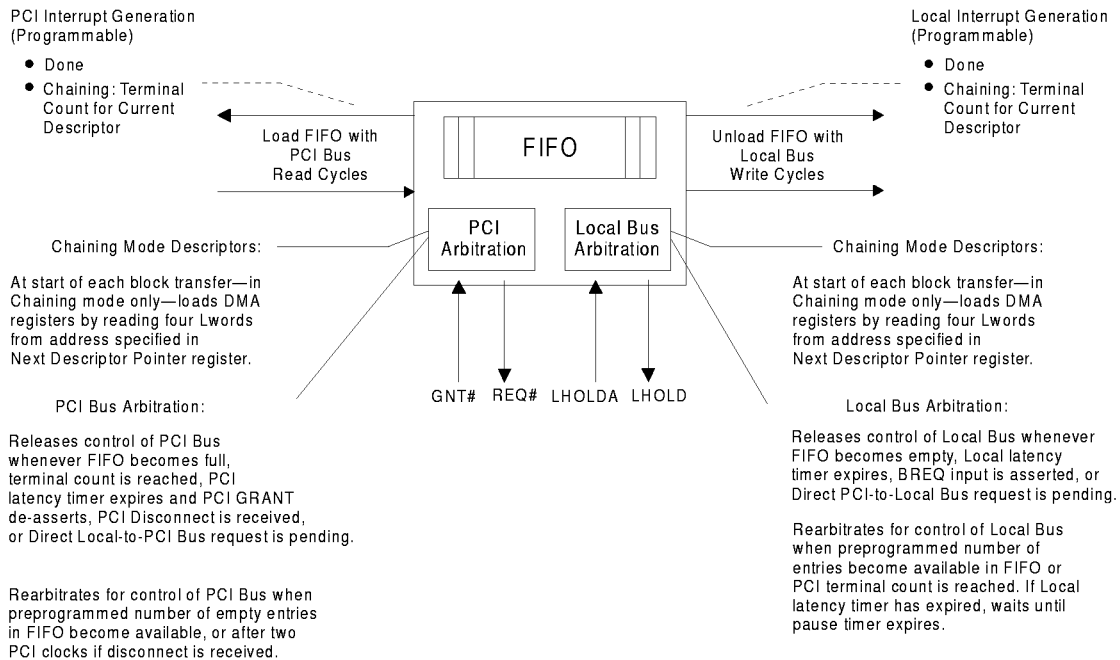 PCI Interrupt Generation
(Programmable)
● Done
● Chaining: Terminal
Count for Current
Descriptor
Local Interrupt Generation
(Programmable)
● Done
● Chaining: Terminal
Count for Current
Descriptor
Load FIFO with
PCI Bus
Read Cycles
FIFO
Unload FIFO with
Local Bus
Write Cycles
PCI
Arbitration
Local Bus
Arbitration
GNT# REQ# LHOLDA LHOLD
Chaining Mode Descriptors:
At start of each block transfer—in
Chaining mode only—loads DMA
registers by reading four Lwords
from address specified in
Next Descriptor Pointer register.
Chaining Mode Descriptors:
At start of each block transfer—in
Chaining mode only—loads DMA
registers by reading four Lwords
from address specified in
Next Descriptor Pointer register.
PCI Bus Arbitration:
Releases control of PCI Bus
whenever FIFO becomes full,
terminal count is reached, PCI
latency timer expires and PCI GRANT
de-asserts, PCI Disconnect is received,
or Direct Local-to-PCI Bus request is pending.
Rearbitrates for control of PCI Bus when
preprogrammed number of empty entries
in FIFO become available, or after two
PCI clocks if disconnect is received.
Local Bus Arbitration:
Releases control of Local Bus whenever
FIFO becomes empty, Local latency
timer expires, BREQ input is asserted, or
Direct PCI-to-Local Bus request is pending.
Rearbitrates for control of Local Bus
when preprogrammed number of
entries become available in FIFO or
PCI terminal count is reached. If Local
latency timer has expired, waits until
pause timer expires.